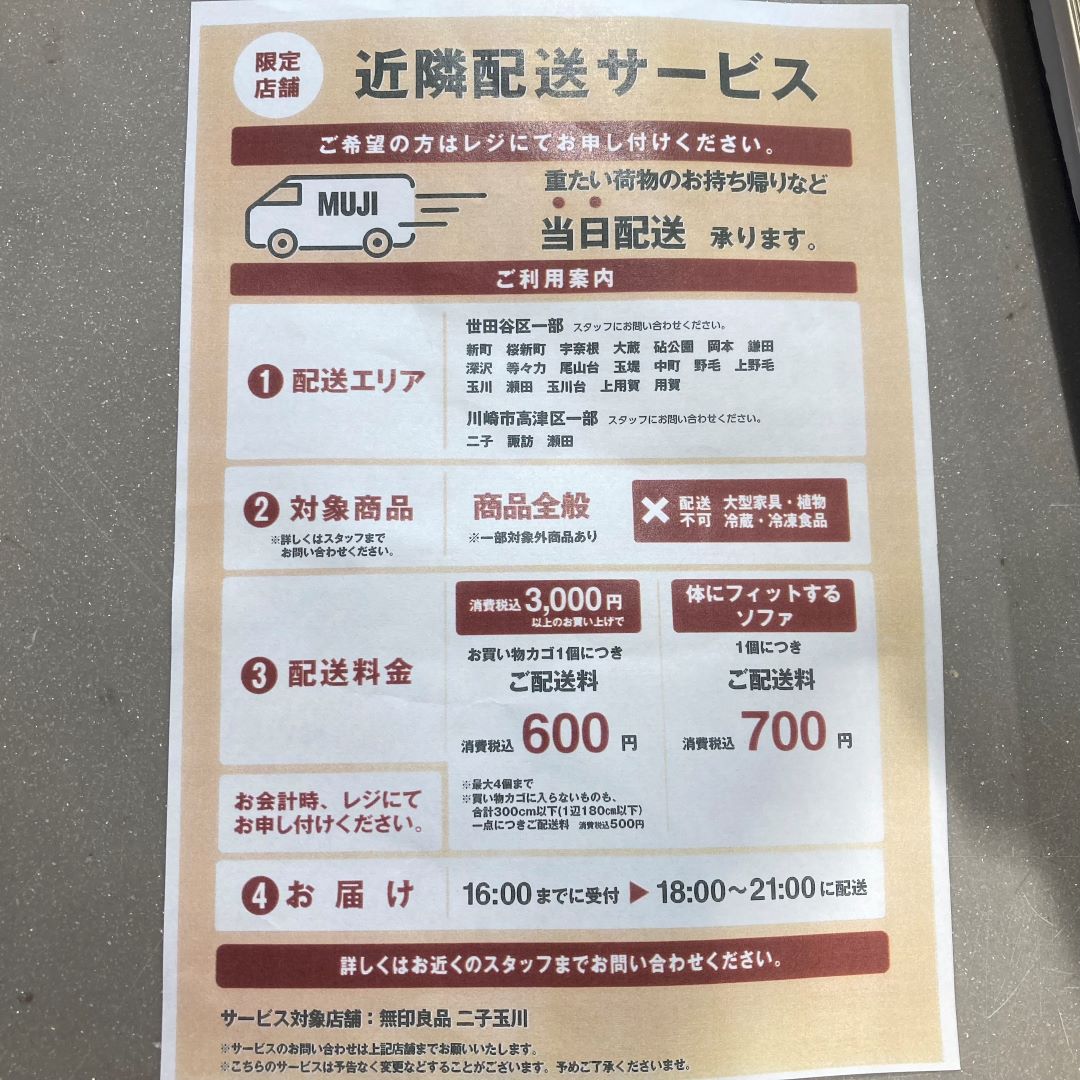 限定
店舗
近隣配送サービス
ご希望の方はレジにてお申し付けください。
MUJI
重たい荷物のお持ち帰りなど
当日配送 承ります。
ご利用案内
1 配送エリア
世田谷区一部 スタッフにお問い合わせください。
新町 桜新町 宇奈根 大蔵 砧公園 岡本 鎌田
深沢 等々力 尾山台 玉堤 中町 野毛 上野毛
玉川 瀬田 玉川台 上用賀 用賀
川崎市高津区一部 スタッフにお問い合わせください。
二子 諏訪 瀬田
2 対象商品
※詳しくはスタッフまで
お問い合わせください。
商品全般
※一部対象外商品あり
配送 大型家具・植物
不可 冷蔵・冷凍食品
3 配送料金
消費税込3,000円
以上のお買い上げで
お買い物カゴ1個につき
ご配送料
消費税込 600 円
体にフィットする
ソファ
1個につき
ご配送料
消費税込 700 円
※最大4個まで
※買い物カゴに入らないものも、
合計300cm以下(1辺180cm以下)
一点につきご配送料 消費税込500円
お会計時、レジにて
お申し付けください。
4 お届け
16:00までに受付 ▶ 18:00〜21:00に配送
詳しくはお近くのスタッフまでお問い合わせください。
サービス対象店舗：無印良品 二子玉川
※サービスのお問い合わせは上記店舗までお願いいたします。
※こちらのサービスは予告なく変更などすることがございます。予めご了承くださいませ。